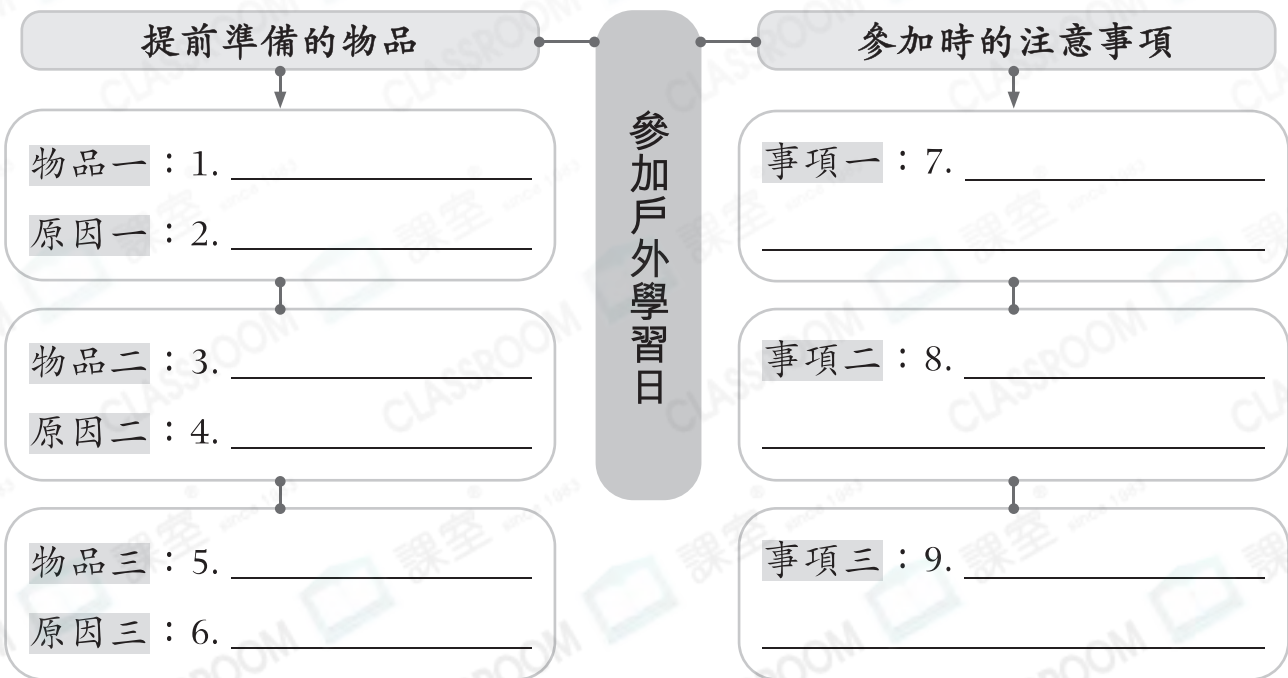 提前準備的物品
物品一：1.
原因一：2.
物品二：3.
原因二：4.
物品三：5.
原因三：6.
參加戶外學習日
參加時的注意事項
事項一：7.
事項二：8.
事項三：9.